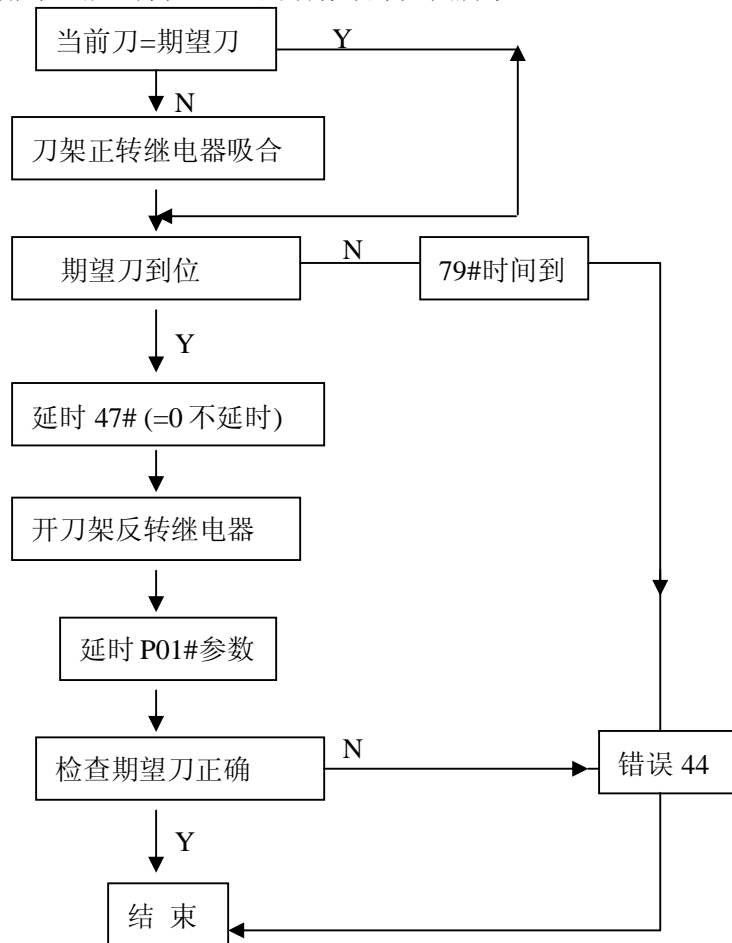 当前刀=期望刀
Y
N
刀架正转继电器吸合
期望刀到位
N
79#时间到
Y
延时 47# (=0 不延时)
开刀架反转继电器
延时 P01#参数
检查期望刀正确
N
错误 44
Y
结 束